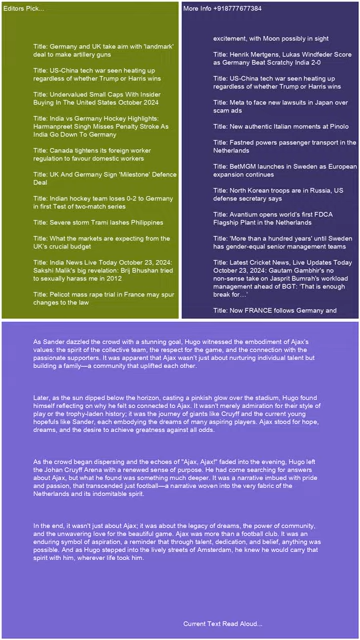 Editors Pick...
Title: Germany and UK take aim with 'landmark'
deal to make artillery guns
Title: US-China tech war seen heating up
regardless of whether Trump or Harris wins
Title: Undervalued Small Caps With Insider
Buying In The United States October 2024
Title: India vs Germany Hockey Highlights:
Harmanpreet Singh Misses Penalty Stroke As
India Go Down To Germany
Title: Canada tightens its foreign worker
regulation to favour domestic workers
Title: UK And Germany Sign 'Milestone' Defence
Deal
Title: Indian hockey team loses 0-2 to Germany
in first Test of two-match series
Title: Severe storm Trami lashes Philippines
Title: What the markets are expecting from the
UK's crucial budget
Title: India News Live Today October 23, 2024:
Sakshi Malik's big revelation: Brij Bhushan tried
to sexually harass me in 2012
Title: Pelicot mass rape trial in France may spur
changes to the law
More Info +918777677384
excitement, with Moon possibly in sight
Title: Henrik Mertgens, Lukas Windfeder Score
as Germany Beat Scratchy India 2-0
Title: US-China tech war seen heating up
regardless of whether Trump or Harris wins
Title: Meta to face new lawsuits in Japan over
scam ads
Title: New authentic Italian moments at Pinolo
Title: Fastned powers passenger transport in the
Netherlands
Title: BetMGM launches in Sweden as European
expansion continues
Title: North Korean troops are in Russia, US
defense secretary says
Title: Avantium opens world's first FDCA
Flagship Plant in the Netherlands
Title: 'More than a hundred years' until Sweden
has gender-equal senior management teams
Title: Latest Cricket News, Live Updates Today
October 23, 2024: Gautam Gambhir's no
non-sense take on Jasprit Bumrah's workload
management ahead of BGT: 'That is enough
break for…'
Title: Now FRANCE follows Germany and
As Sander dazzled the crowd with a stunning goal, Hugo witnessed the embodiment of Ajax's
values: the spirit of the collective team, the respect for the game, and the connection with the
passionate supporters. It was apparent that Ajax wasn't just about nurturing individual talent but
building a family—a community that uplifted each other.
Later, as the sun dipped below the horizon, casting a pinkish glow over the stadium, Hugo found
himself reflecting on why he felt so connected to Ajax. It wasn't merely admiration for their style of
play or the trophy-laden history; it was the journey of giants like Cruyff and the current young
hopefuls like Sander, each embodying the dreams of many aspiring players. Ajax stood for hope,
dreams, and the desire to achieve greatness against all odds.
As the crowd began dispersing and the echoes of "Ajax, Ajax!" faded into the evening, Hugo left
the Johan Cruyff Arena with a renewed sense of purpose. He had come searching for answers
about Ajax, but what he found was something much deeper. It was a narrative imbued with pride
and passion, that transcended just football—a narrative woven into the very fabric of the
Netherlands and its indomitable spirit.
In the end, it wasn't just about Ajax; it was about the legacy of dreams, the power of community,
and the unwavering love for the beautiful game. Ajax was more than a football club. It was an
enduring symbol of aspiration, a reminder that through talent, dedication, and belief, anything was
possible. And as Hugo stepped into the lively streets of Amsterdam, he knew he would carry that
spirit with him, wherever life took him.
Current Text Read Aloud...